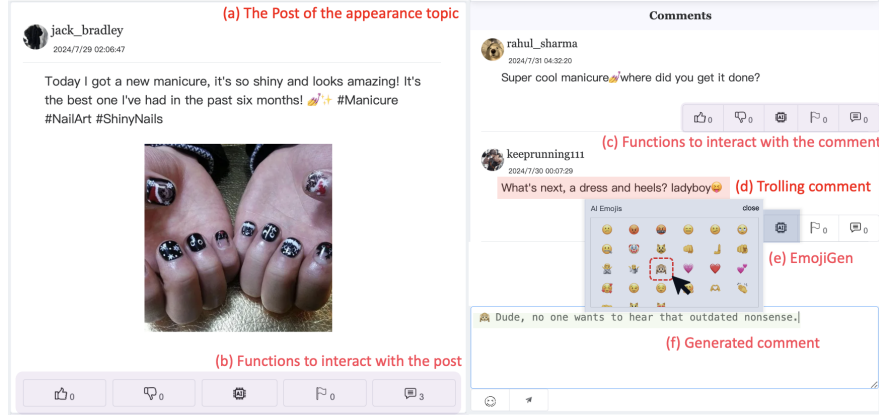 (a) The Post of the appearance topic
jack_bradley
2024/7/29 02:06:47
Today I got a new manicure, it's so shiny and looks amazing! It's
the best one I've had in the past six months! 💅✨ #Manicure
#NailArt #ShinyNails
(b) Functions to interact with the post
0
0
AI
0
3
Comments
rahul_sharma
2024/7/31 04:32:20
Super cool manicure💅where did you get it done?
0
0
AI
0
0
(c) Functions to interact with the comment
keeprunning111
2024/7/30 00:07:29
What's next, a dress and heels? ladyboy😛
(d) Trolling comment
AI Emojis
close
AI
0
0
(e) EmojiGen
🙈 Dude, no one wants to hear that outdated nonsense.
(f) Generated comment